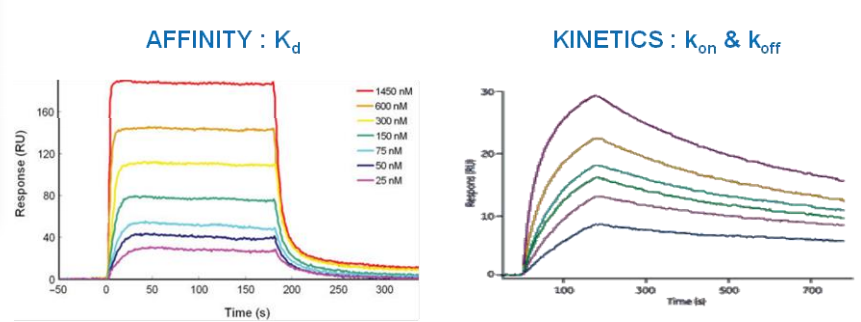 AFFINITY : Kd
KINETICS : kon & koff
Response (RU)
160
120
80
40
0
-50
0
50
100
150
200
250
300
Time (s)
1450 nM
600 nM
300 nM
150 nM
75 nM
50 nM
25 nM
Respons (RU)
30
20
10
0
100
300
500
700
Time (s)